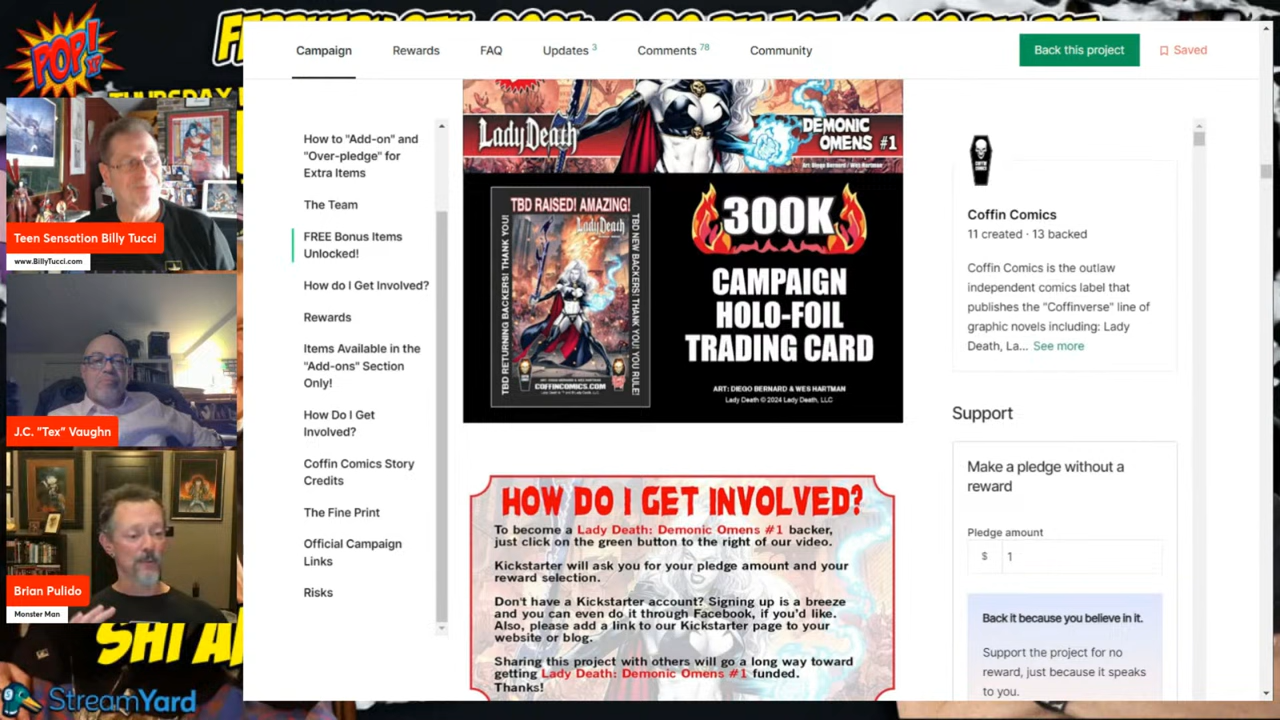 POP!
Teen Sensation Billy Tucci
www.BillyTucci.com
J.C. "Tex" Vaughn
Brian Pulido
Monster Man
SHI
StreamYard
Campaign
Rewards
FAQ
Updates 3
Comments 78
Community
Back this project
Saved
How to "Add-on" and
"Over-pledge" for
Extra Items
The Team
FREE Bonus Items
Unlocked!
How do I Get Involved?
Rewards
Items Available in the
"Add-ons" Section
Only!
How Do I Get
Involved?
Coffin Comics Story
Credits
The Fine Print
Official Campaign
Links
Risks
LadyDeath
DEMONIC
OMENS #1
Art: Diego Bernard / Wes Hartman
TBD RAISED! AMAZING!
TBD RETURNING BACKERS! THANK YOU!
LadyDeath
TBD NEW BACKERS! THANK YOU! YOU RULE!
COFFINCOMICS.COM
300K
CAMPAIGN
HOLO-FOIL
TRADING CARD
ART: DIEGO BERNARD & WES HARTMAN
Lady Death © 2024 Lady Death, LLC
HOW DO I GET INVOLVED?
To become a Lady Death: Demonic Omens #1 backer,
just click on the green button to the right of our video.
Kickstarter will ask you for your pledge amount and your
reward selection.
Don't have a Kickstarter account? Signing up is a breeze
and you can even do it through Facebook, if you'd like.
Also, please add a link to our Kickstarter page to your
website or blog.
Sharing this project with others will go a long way toward
getting Lady Death: Demonic Omens #1 funded.
Thanks!
Coffin Comics
11 created · 13 backed
Coffin Comics is the outlaw
independent comics label that
publishes the "Coffinverse" line of
graphic novels including: Lady
Death, La... See more
Support
Make a pledge without a
reward
Pledge amount
$ 1
Back it because you believe in it.
Support the project for no
reward, just because it speaks
to you.